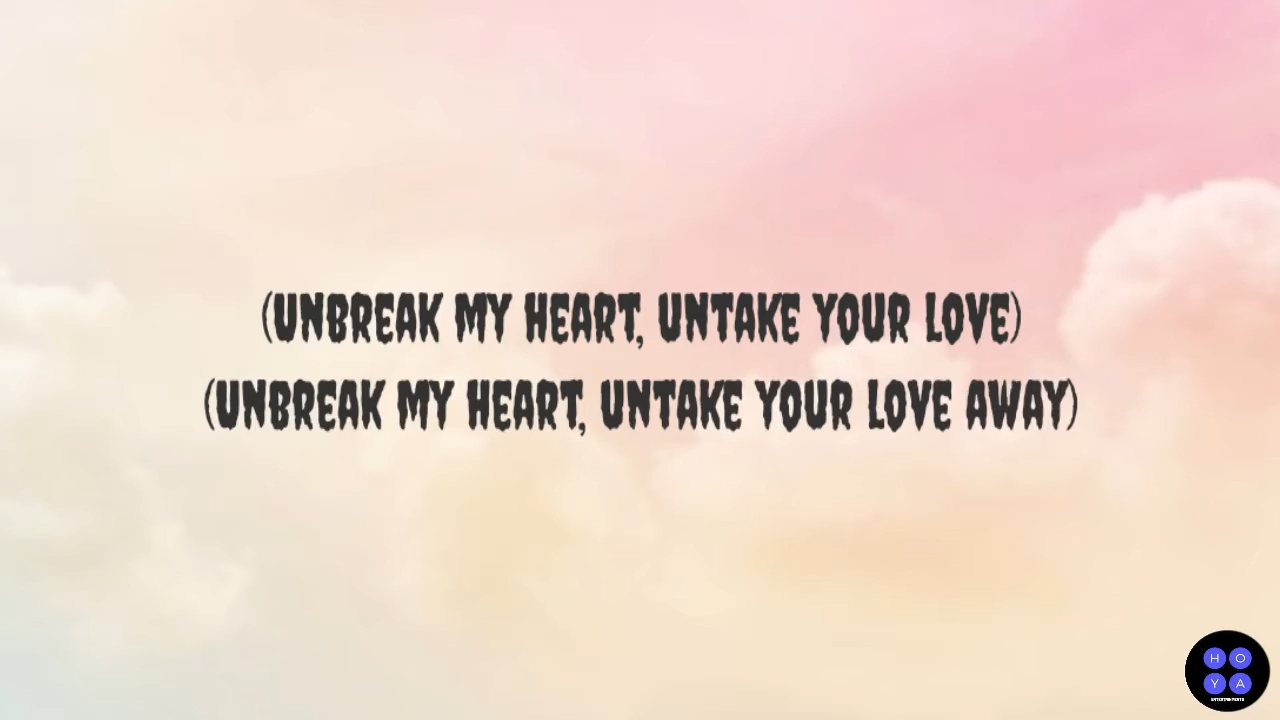 (UNBREAK MY HEART, UNTAKE YOUR LOVE)
(UNBREAK MY HEART, UNTAKE YOUR LOVE AWAY)
H O
Y A